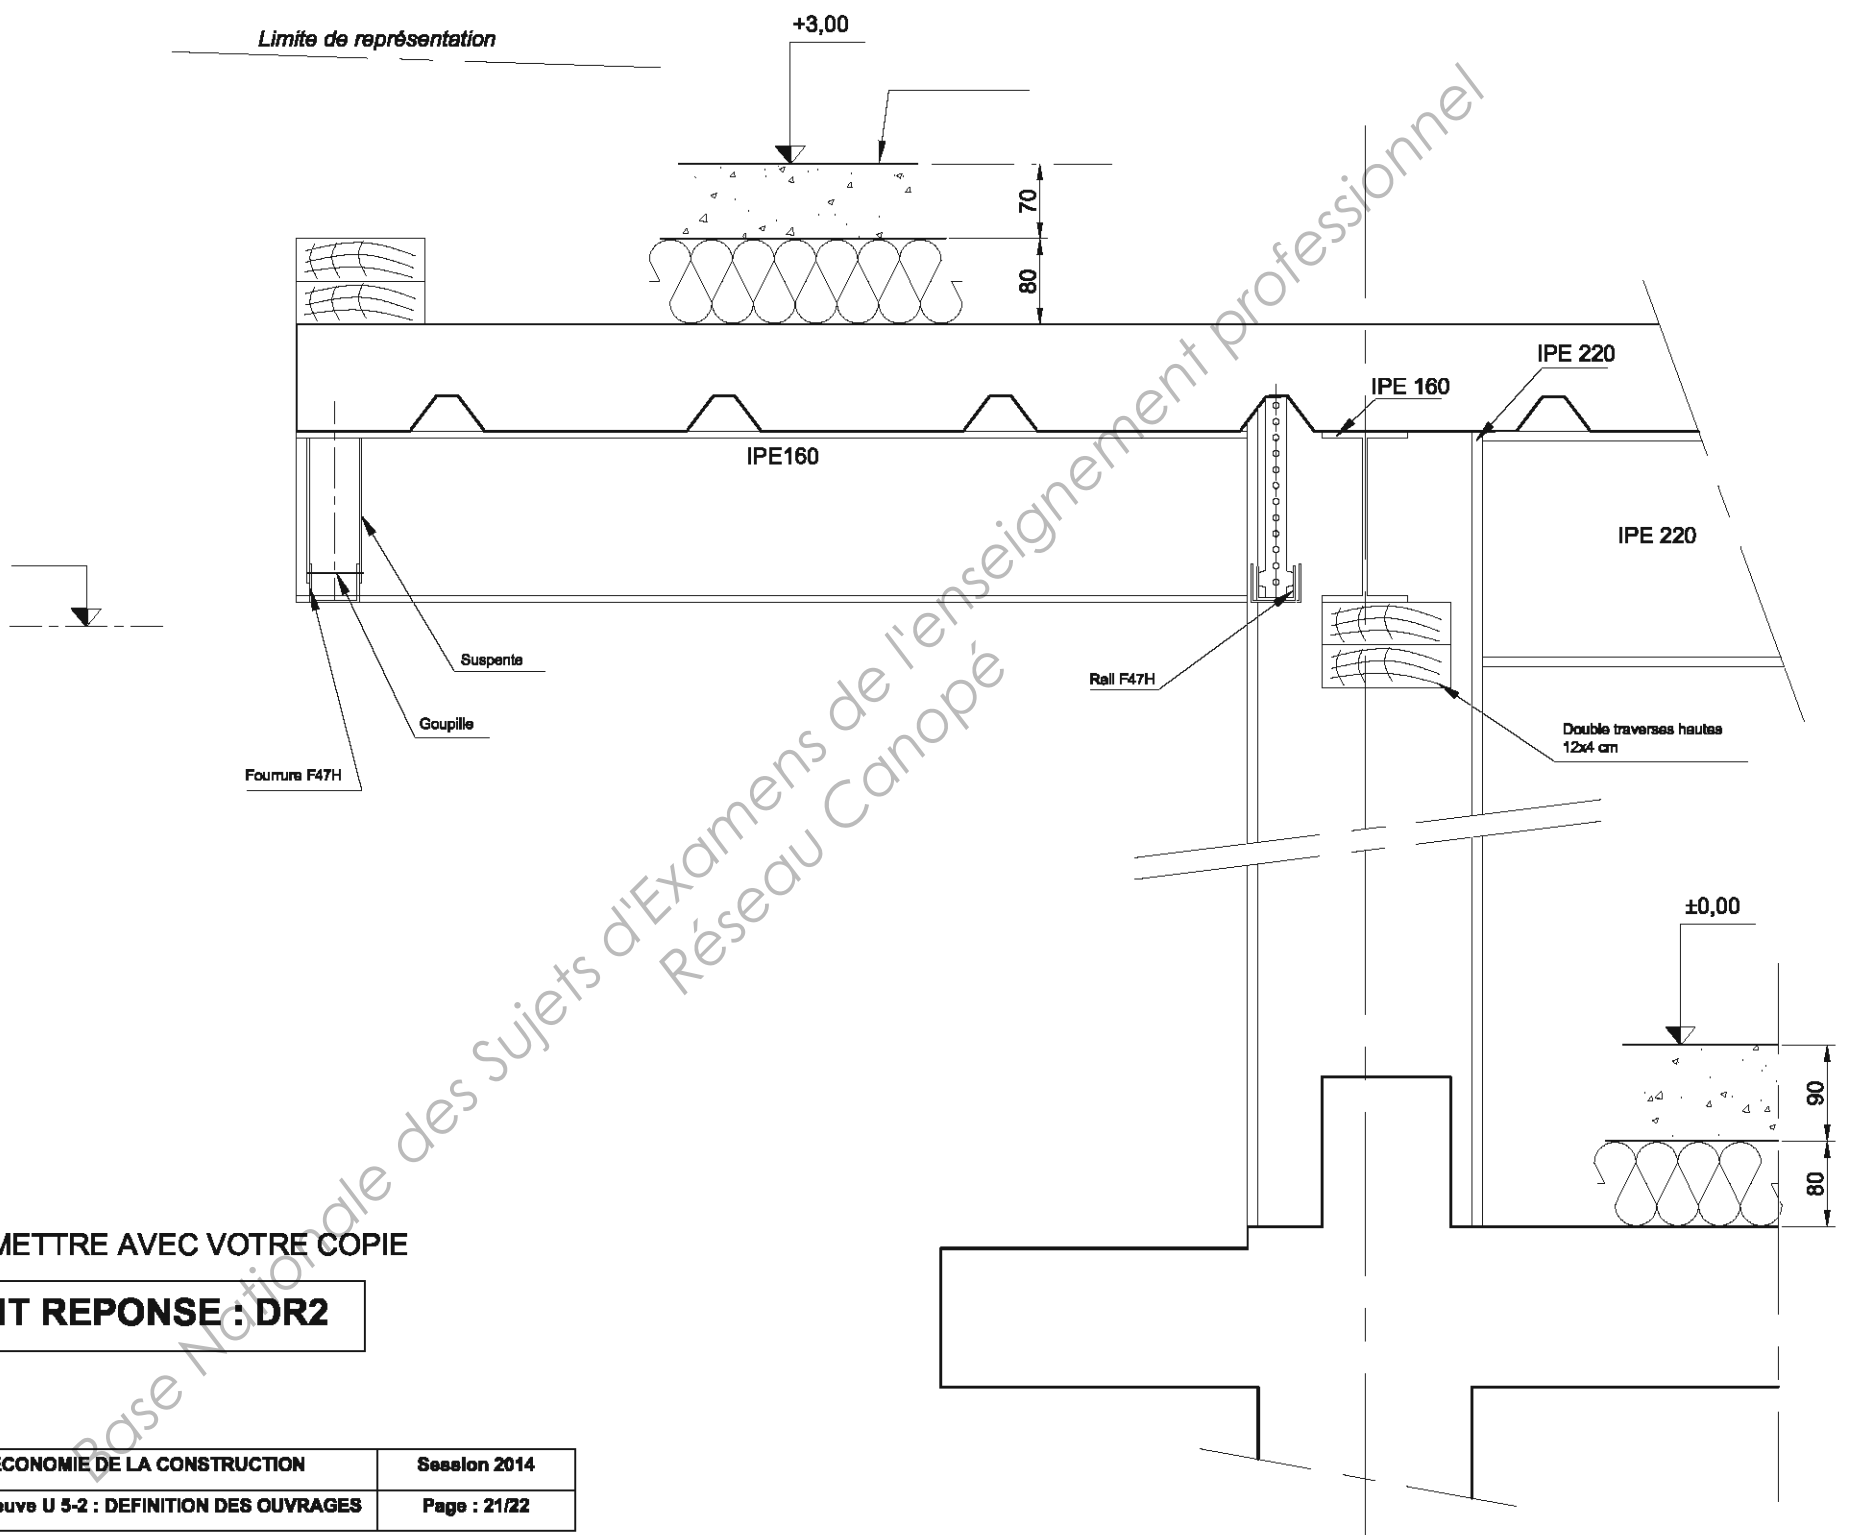 Limite de représentation
+3,00
70
80
IPE 220
IPE 160
IPE160
IPE 220
Suspente
Rail F47H
Goupille
Double traverses hautes
12x4 cm
Fourrure F47H
±0,00
90
80
METTRE AVEC VOTRE COPIE
NT REPONSE : DR2
ECONOMIE DE LA CONSTRUCTION
Session 2014
euve U 5-2 : DEFINITION DES OUVRAGES
Page : 21/22
Base Nationale des Sujets d'Examens de l'enseignement professionnel
Réseau Canopé